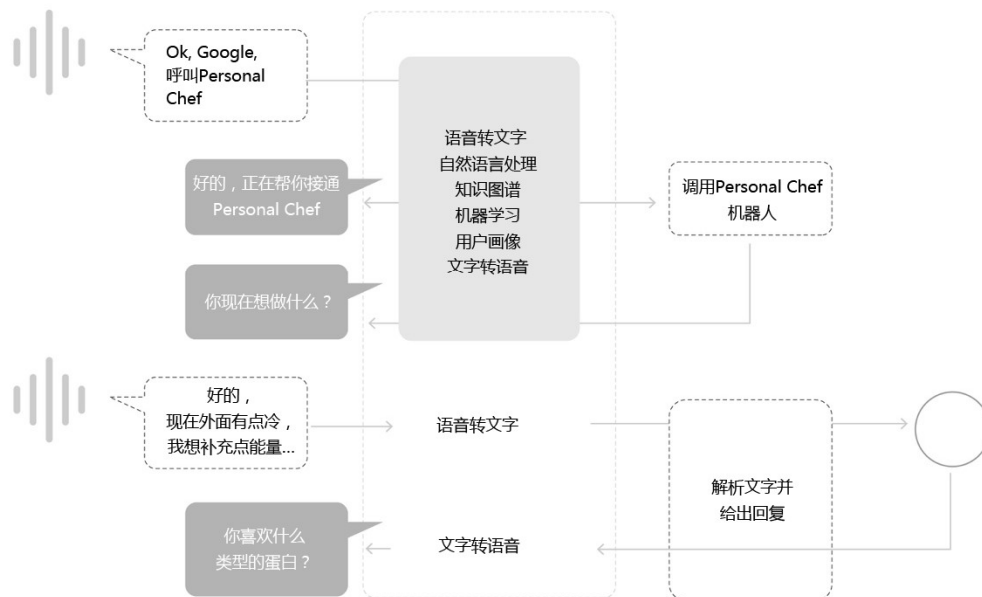 Ok, Google,
呼叫Personal
Chef
好的，正在帮你接通
Personal Chef
你现在想做什么？
语音转文字
自然语言处理
知识图谱
机器学习
用户画像
文字转语音
调用Personal Chef
机器人
好的，
现在外面有点冷，
我想补充点能量...
语音转文字
解析文字并
给出回复
你喜欢什么
类型的蛋白？
文字转语音